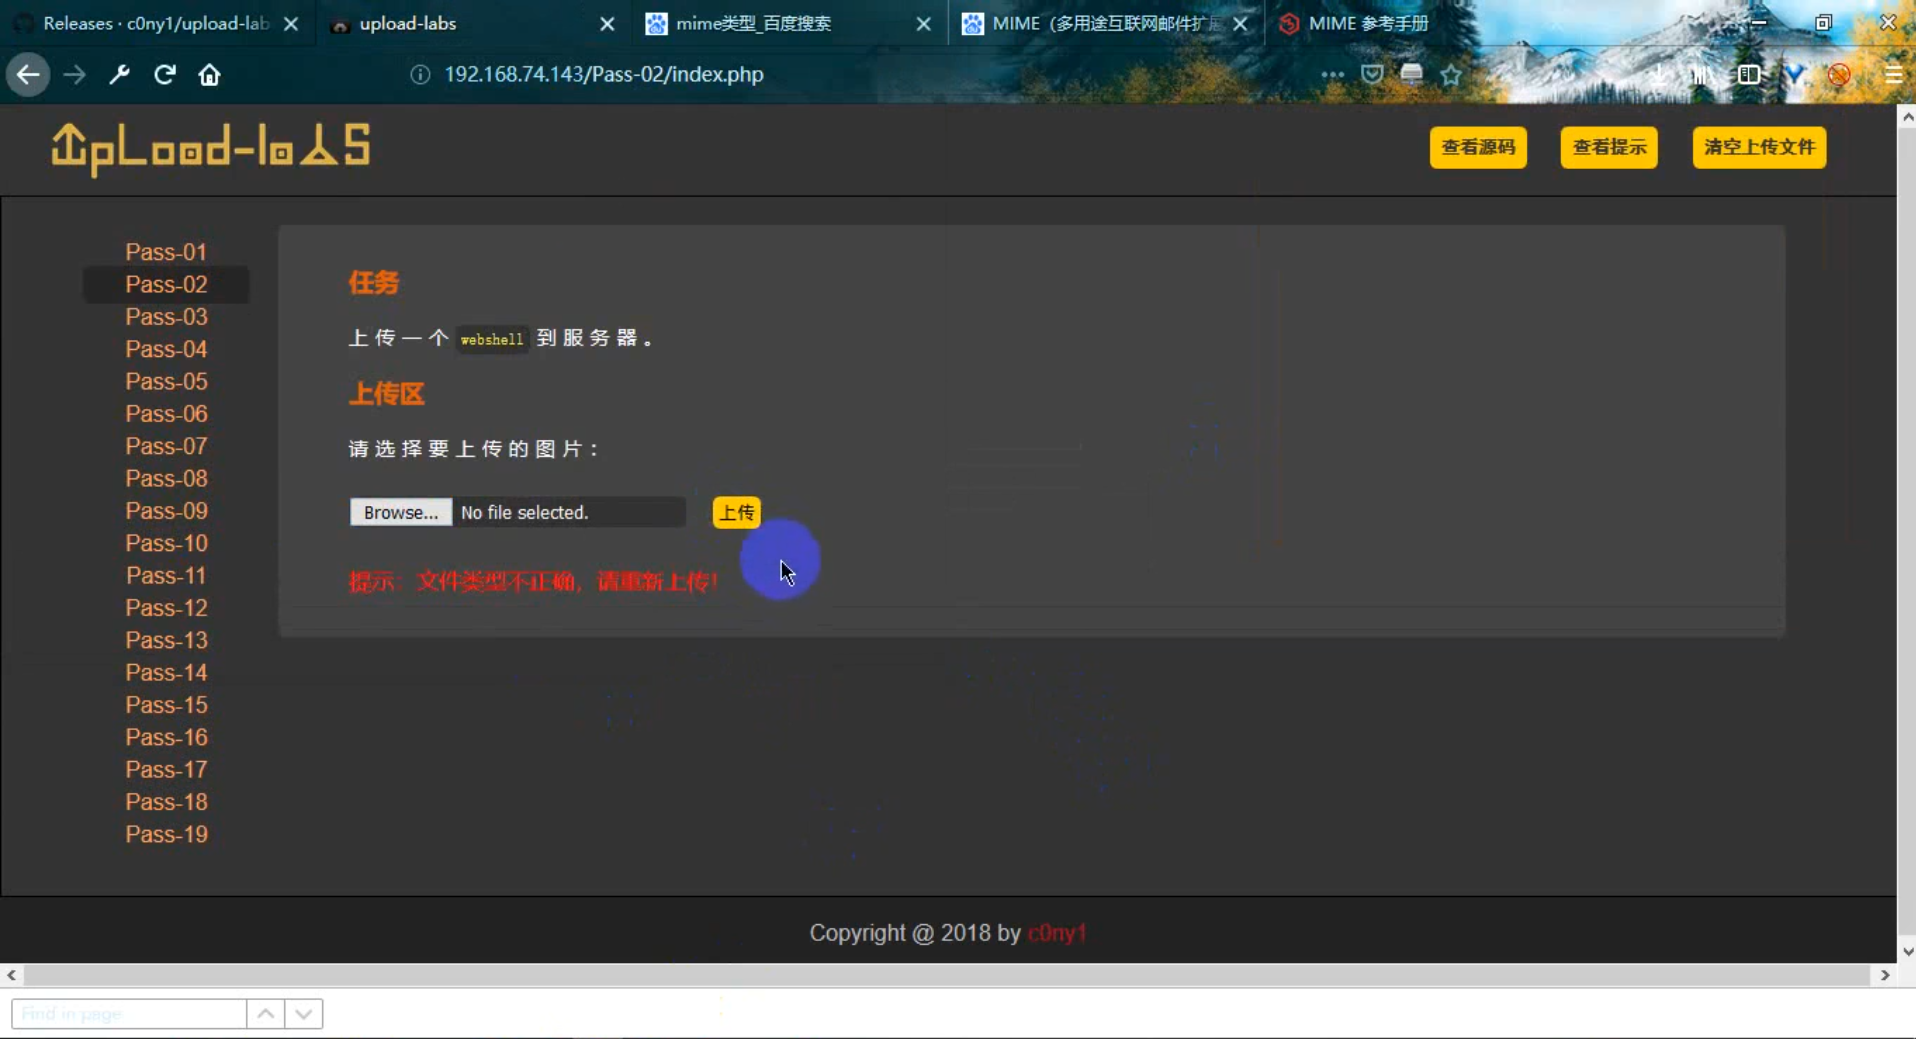 Releases · c0ny1/upload-lab
upload-labs
mime类型_百度搜索
MIME（多用途互联网邮件扩展
MIME 参考手册
192.168.74.143/Pass-02/index.php
UpLoad-labS
查看源码
查看提示
清空上传文件
Pass-01
Pass-02
Pass-03
Pass-04
Pass-05
Pass-06
Pass-07
Pass-08
Pass-09
Pass-10
Pass-11
Pass-12
Pass-13
Pass-14
Pass-15
Pass-16
Pass-17
Pass-18
Pass-19
任务
上传一个 webshell 到服务器。
上传区
请选择要上传的图片：
Browse... No file selected. 上传
提示：文件类型不正确，请重新上传！
Copyright @ 2018 by c0ny1
Find in page